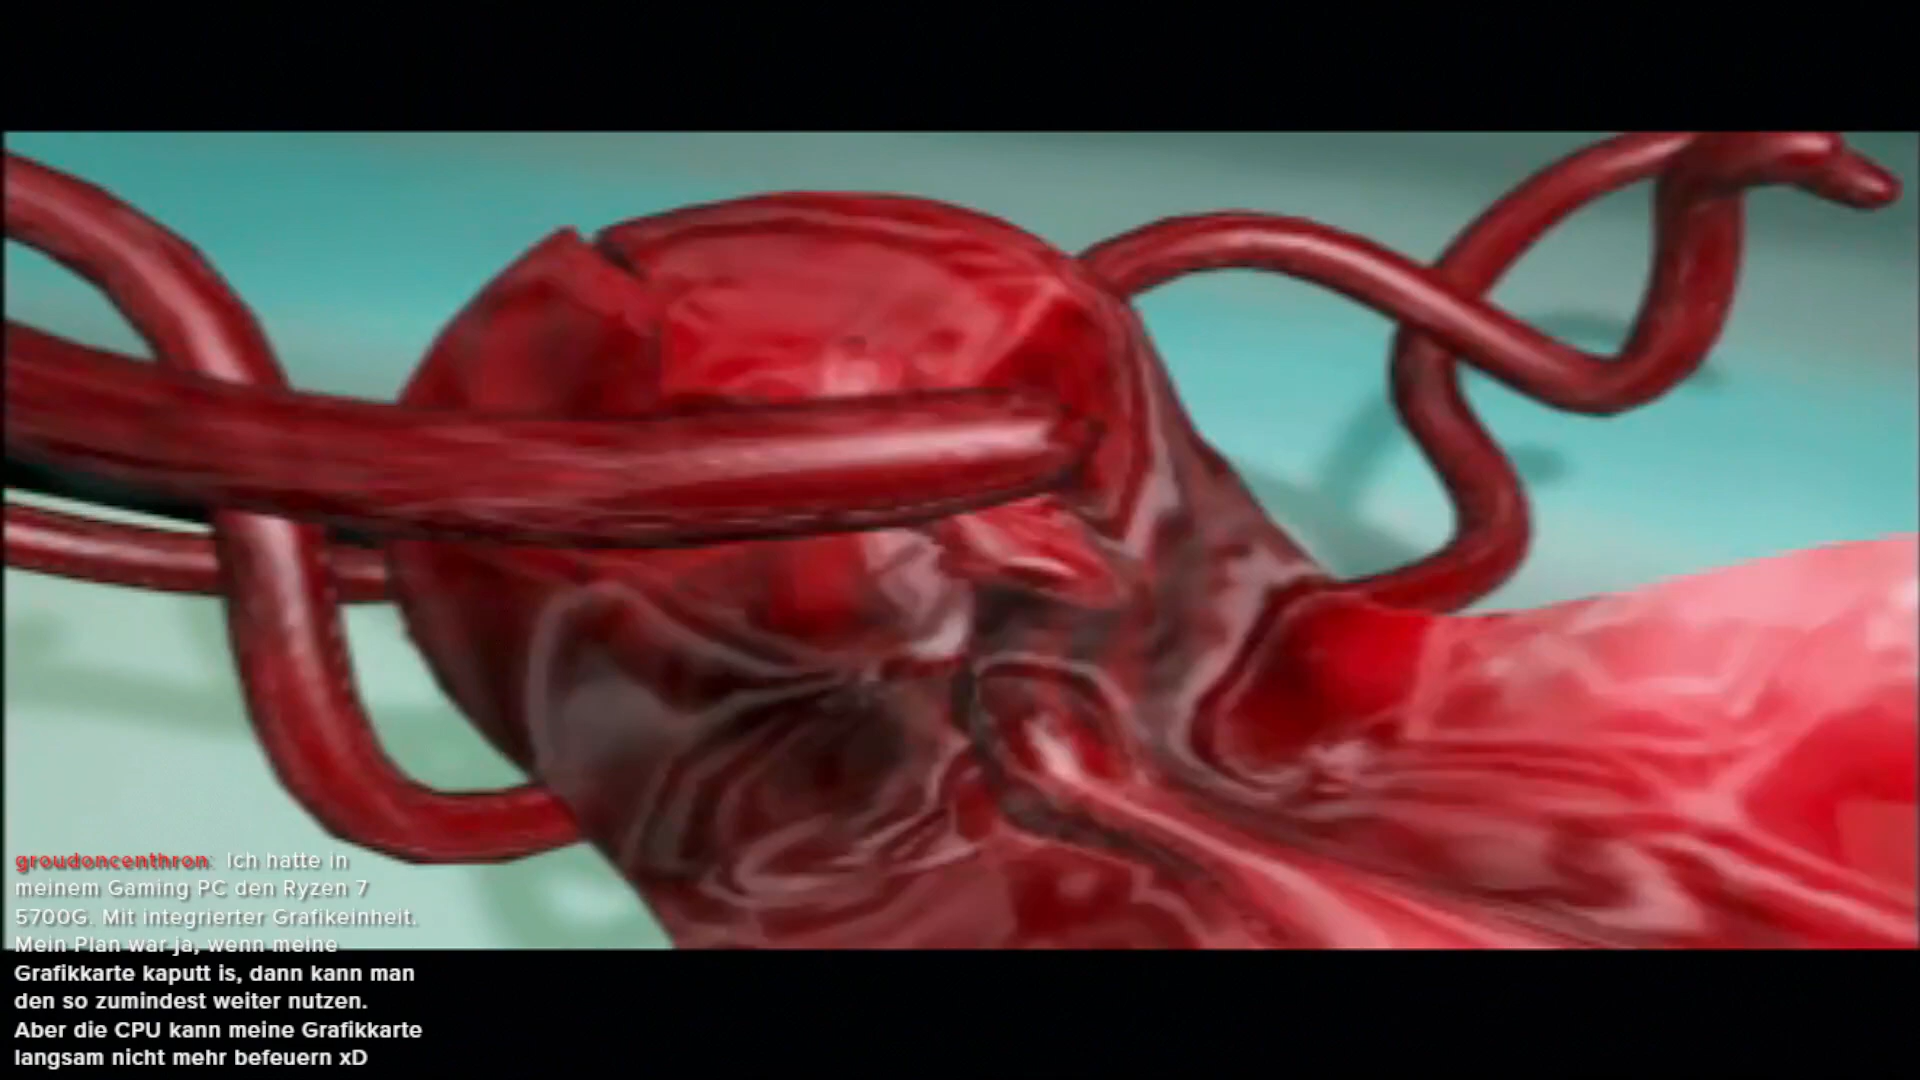 groudoncenthron: Ich hatte in
meinem Gaming PC den Ryzen 7
5700G. Mit integrierter Grafikeinheit.
Mein Plan war ja, wenn meine
Grafikkarte kaputt is, dann kann man
den so zumindest weiter nutzen.
Aber die CPU kann meine Grafikkarte
langsam nicht mehr befeuern xD